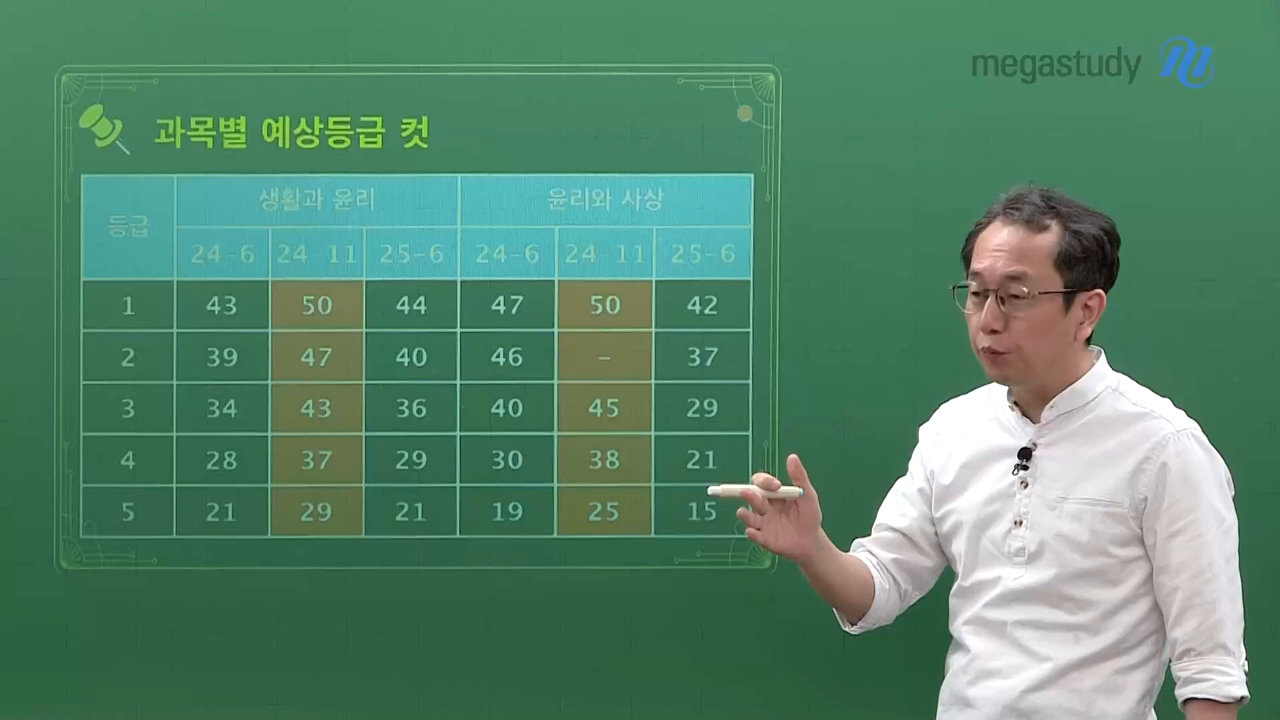 megastudy
과목별 예상등급 컷
등급 생활과 윤리 윤리와 사상
24-6 24-11 25-6 24-6 24-11 25-6
1 43 50 44 47 50 42
2 39 47 40 46 – 37
3 34 43 36 40 45 29
4 28 37 29 30 38 21
5 21 29 21 19 25 15